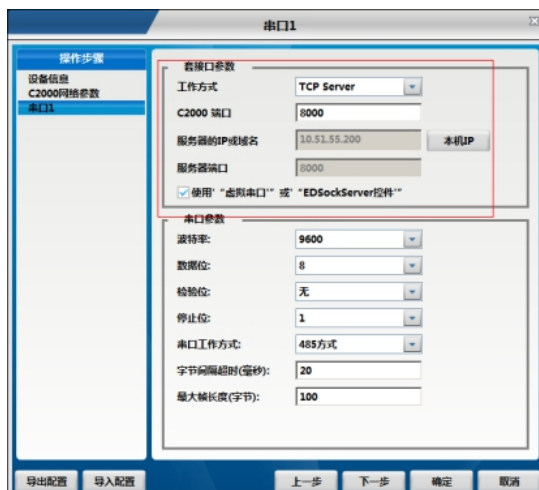 串口1
操作步骤
设备信息
C2000网络参数
串口1
套接口参数
工作方式 TCP Server
C2000 端口 8000
服务器的IP或域名 10.51.55.200 本机IP
服务器端口 8000
使用' "虚拟串口'" 或' "EDSockServer控件'"
串口参数
波特率: 9600
数据位: 8
检验位: 无
停止位: 1
串口工作方式: 485方式
字节间隔超时(毫秒): 20
最大帧长度(字节): 100
导出配置 导入配置 上一步 下一步 确定 取消